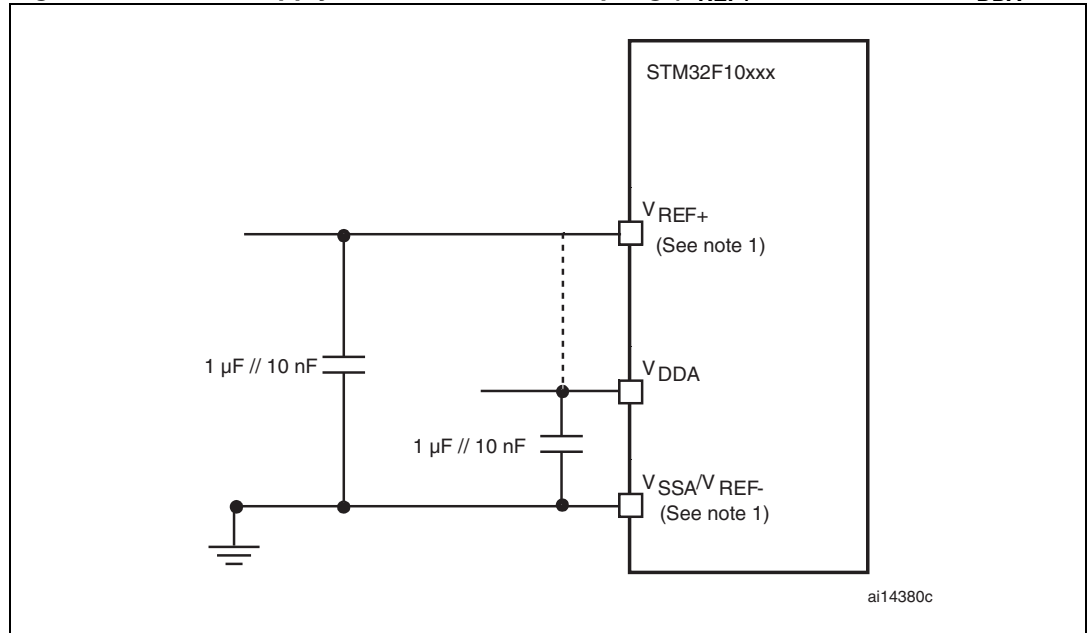 STM32F10xxx
VREF+
(See note 1)
1 µF // 10 nF
VDDA
1 µF // 10 nF
VSSA/VREF-
(See note 1)
ai14380c